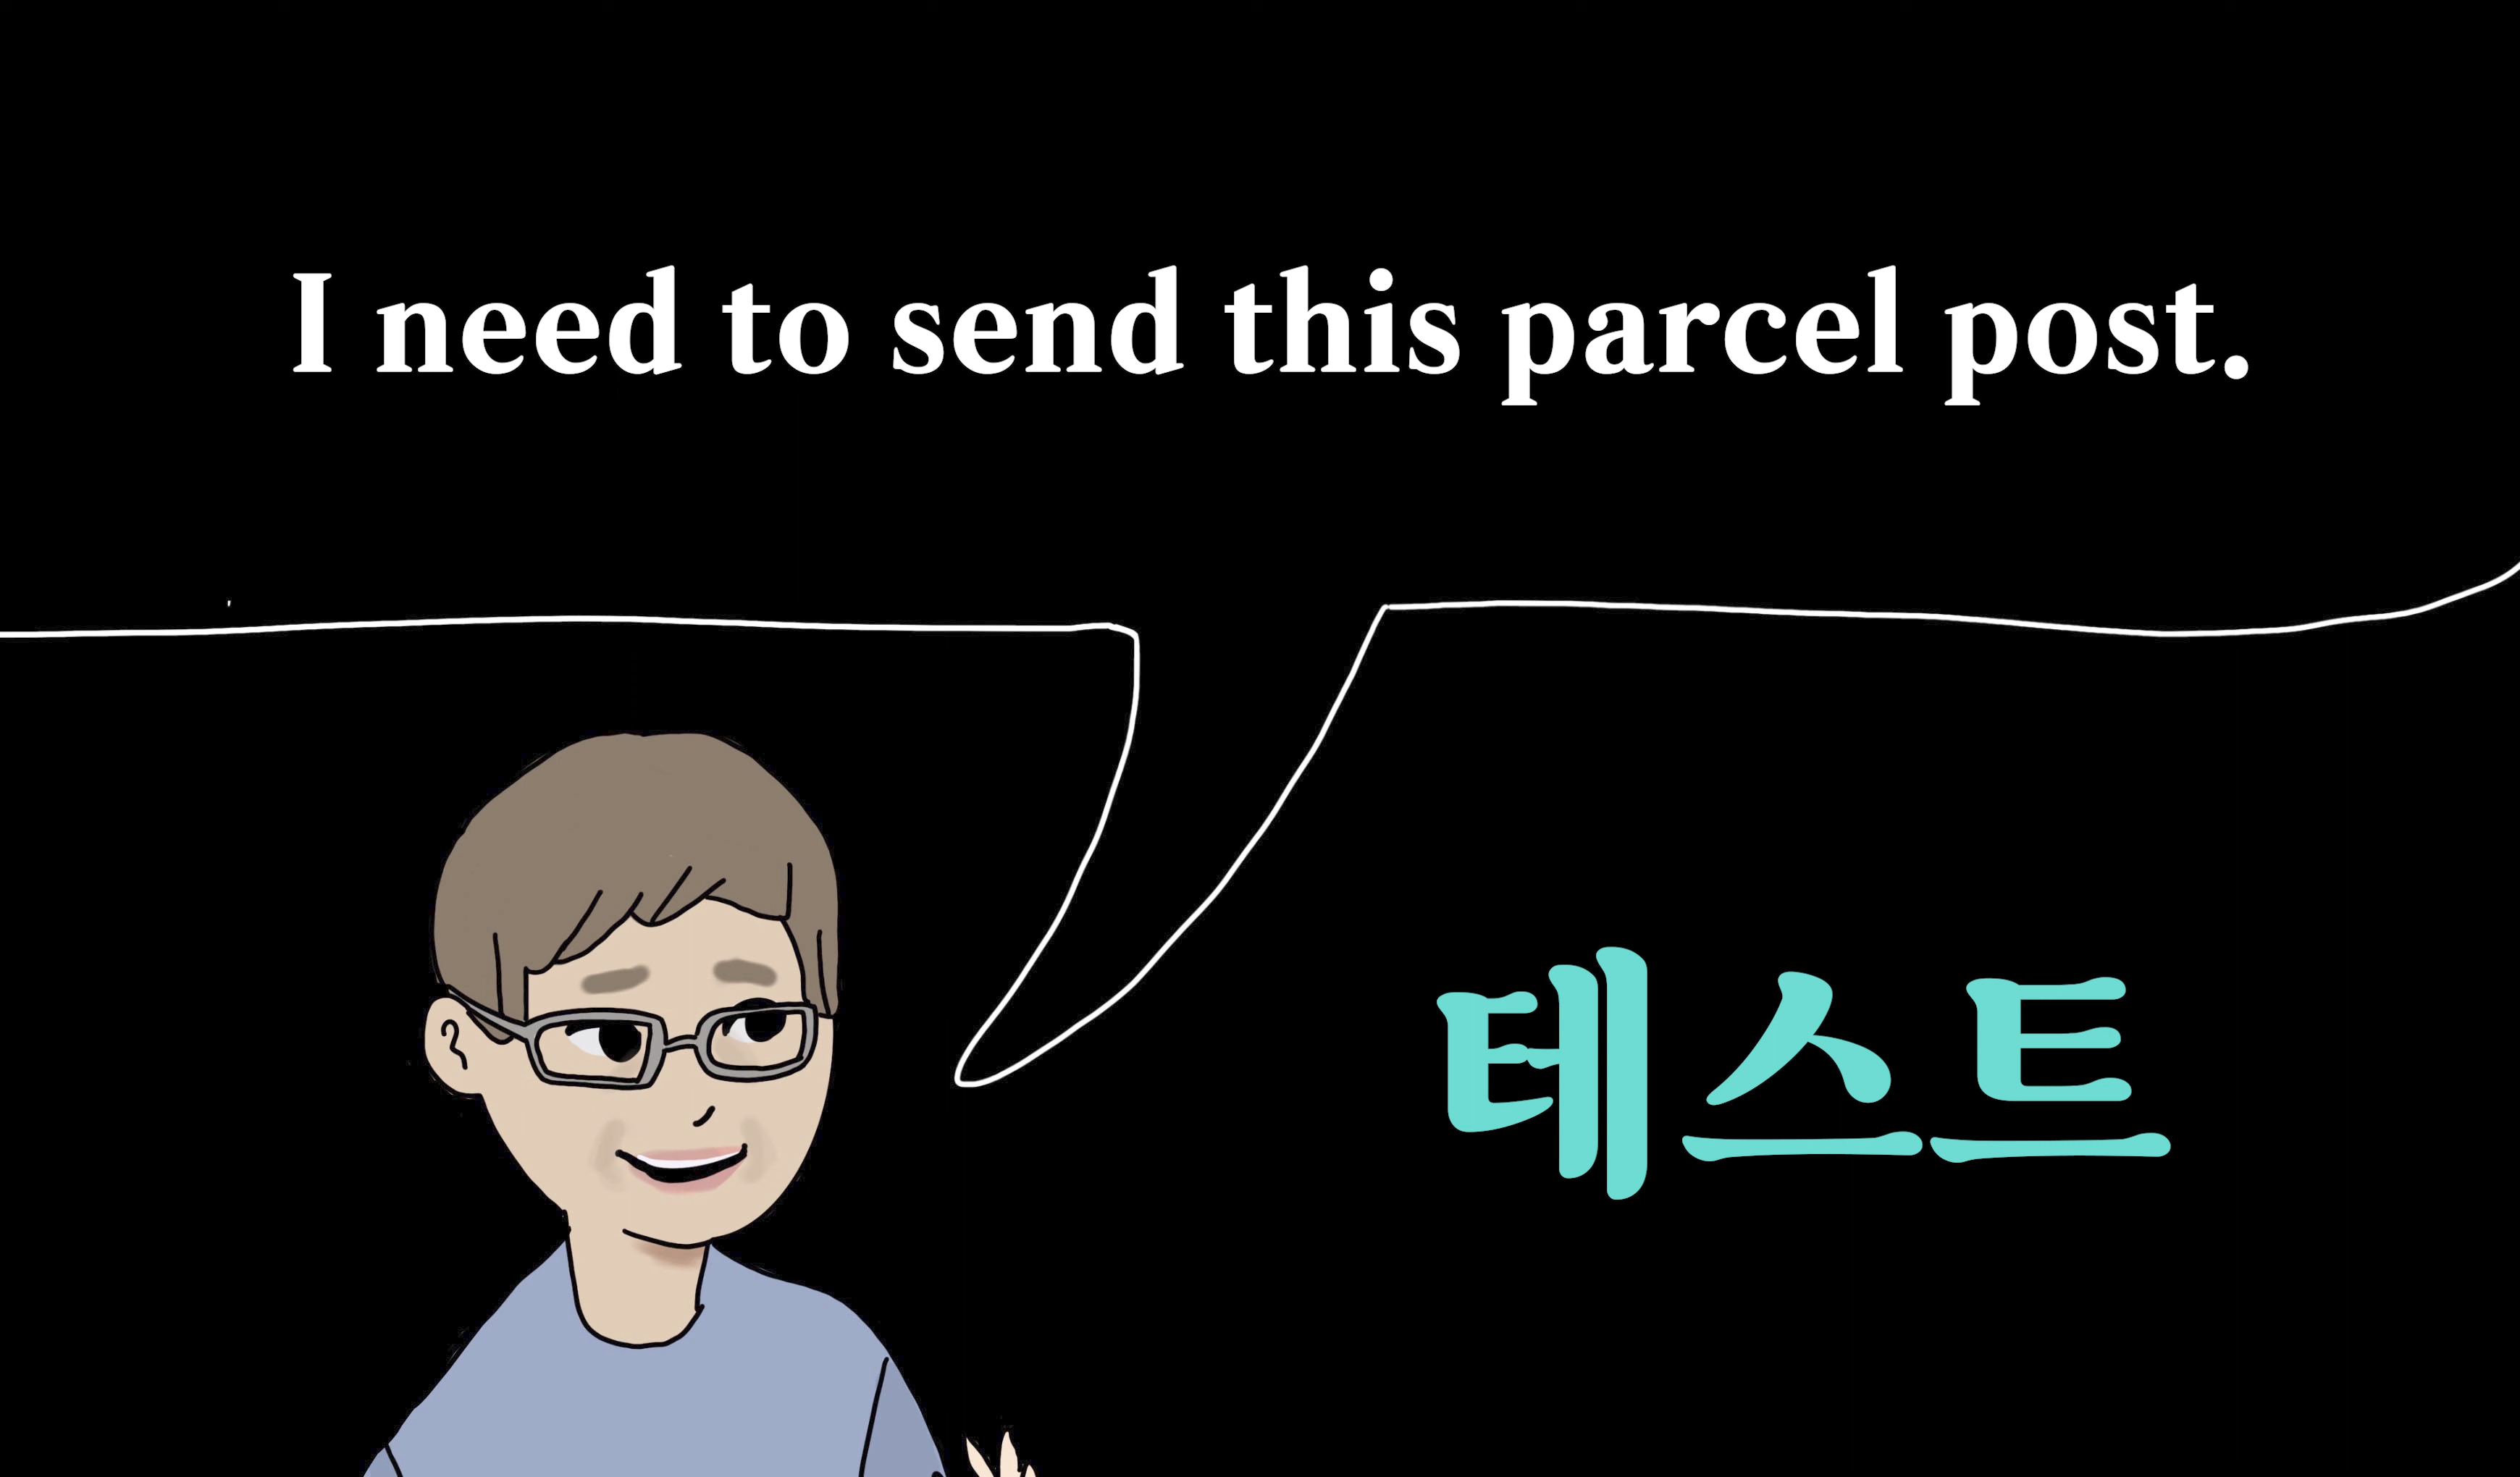 I need to send this parcel post.
테스트